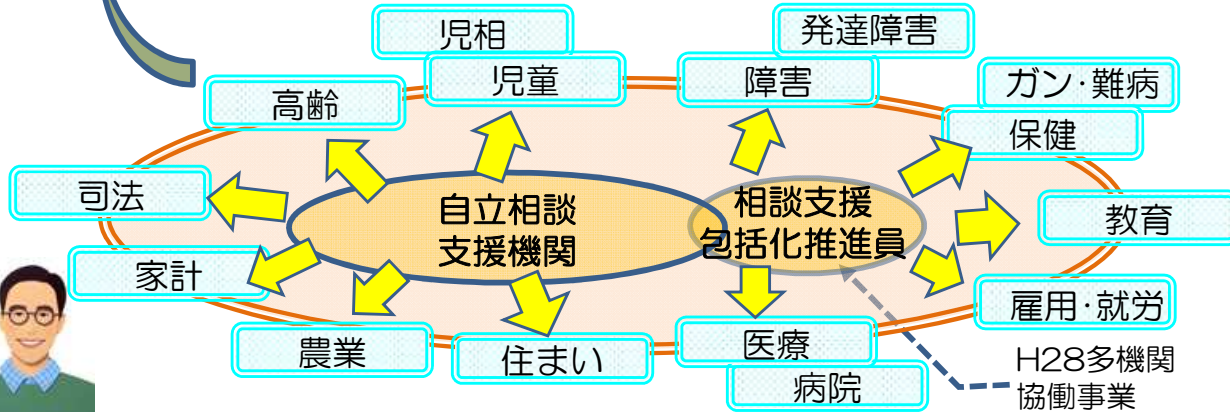 児相
発達障害
児童
障害
ガン・難病
高齢
保健
司法
自立相談
支援機関
相談支援
包括化推進員
教育
家計
雇用・就労
農業
住まい
医療
病院
H28多機関
協働事業